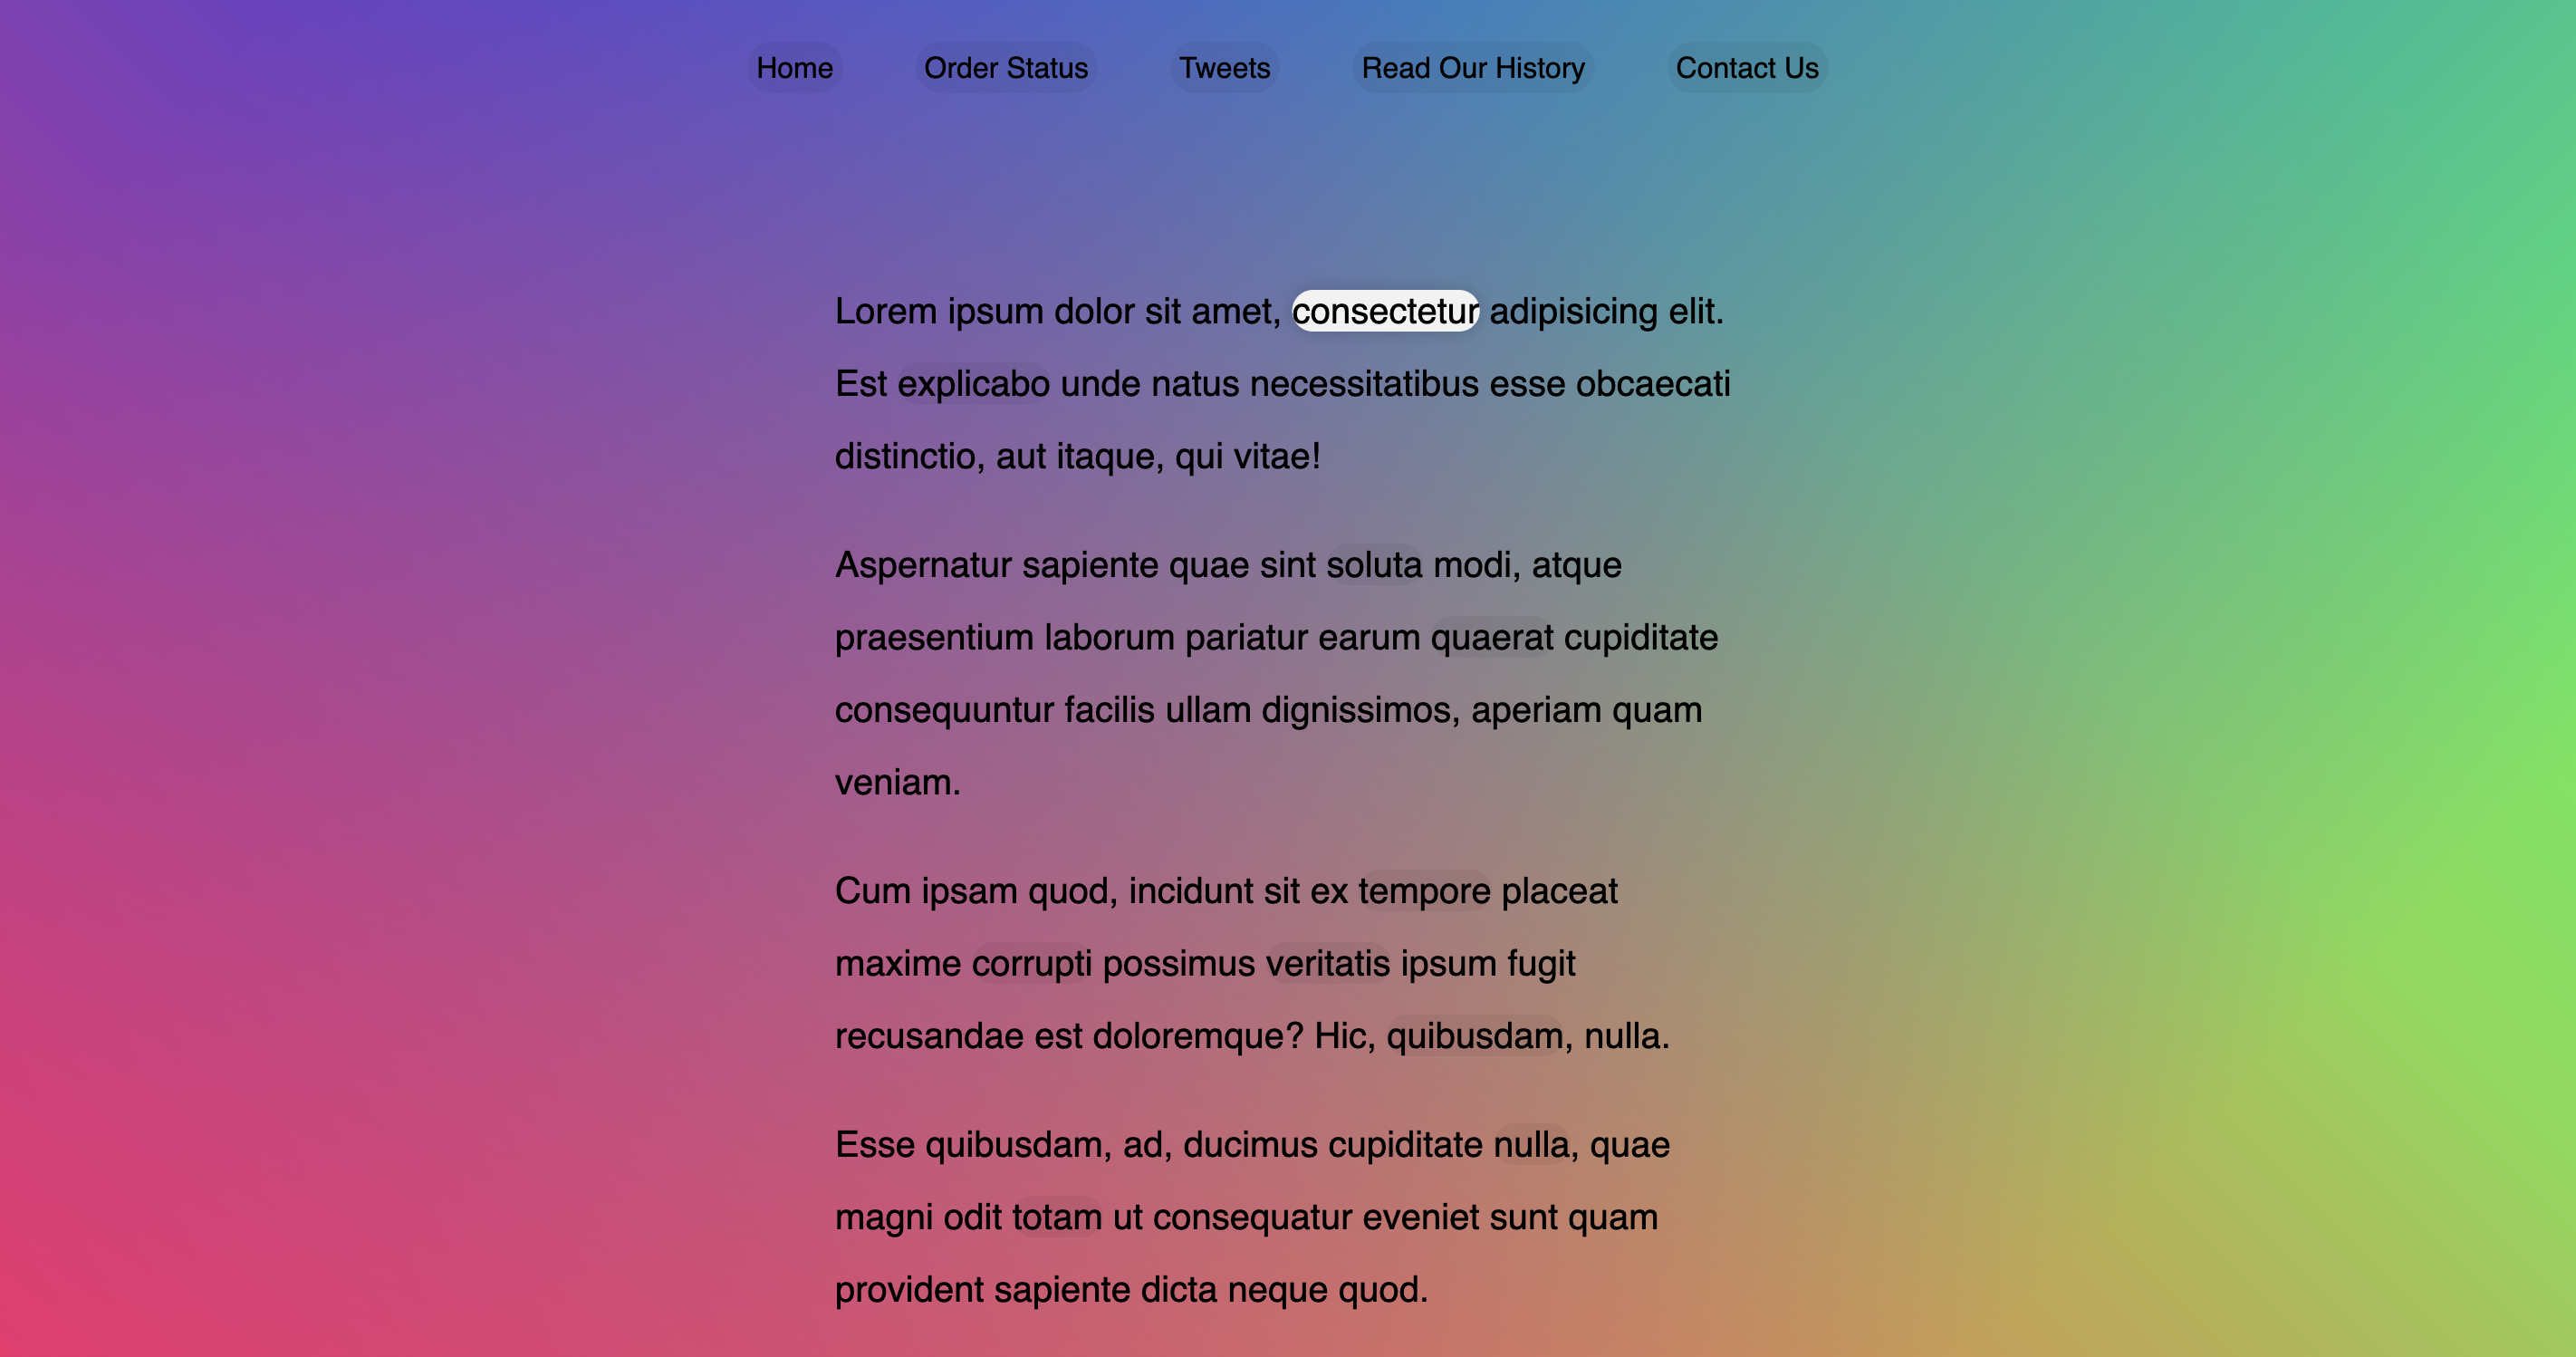 Home Order Status Tweets Read Our History Contact Us
Lorem ipsum dolor sit amet, consectetur adipisicing elit.
Est explicabo unde natus necessitatibus esse obcaecati
distinctio, aut itaque, qui vitae!
Aspernatur sapiente quae sint soluta modi, atque
praesentium laborum pariatur earum quaerat cupiditate
consequuntur facilis ullam dignissimos, aperiam quam
veniam.
Cum ipsam quod, incidunt sit ex tempore placeat
maxime corrupti possimus veritatis ipsum fugit
recusandae est doloremque? Hic, quibusdam, nulla.
Esse quibusdam, ad, ducimus cupiditate nulla, quae
magni odit totam ut consequatur eveniet sunt quam
provident sapiente dicta neque quod.